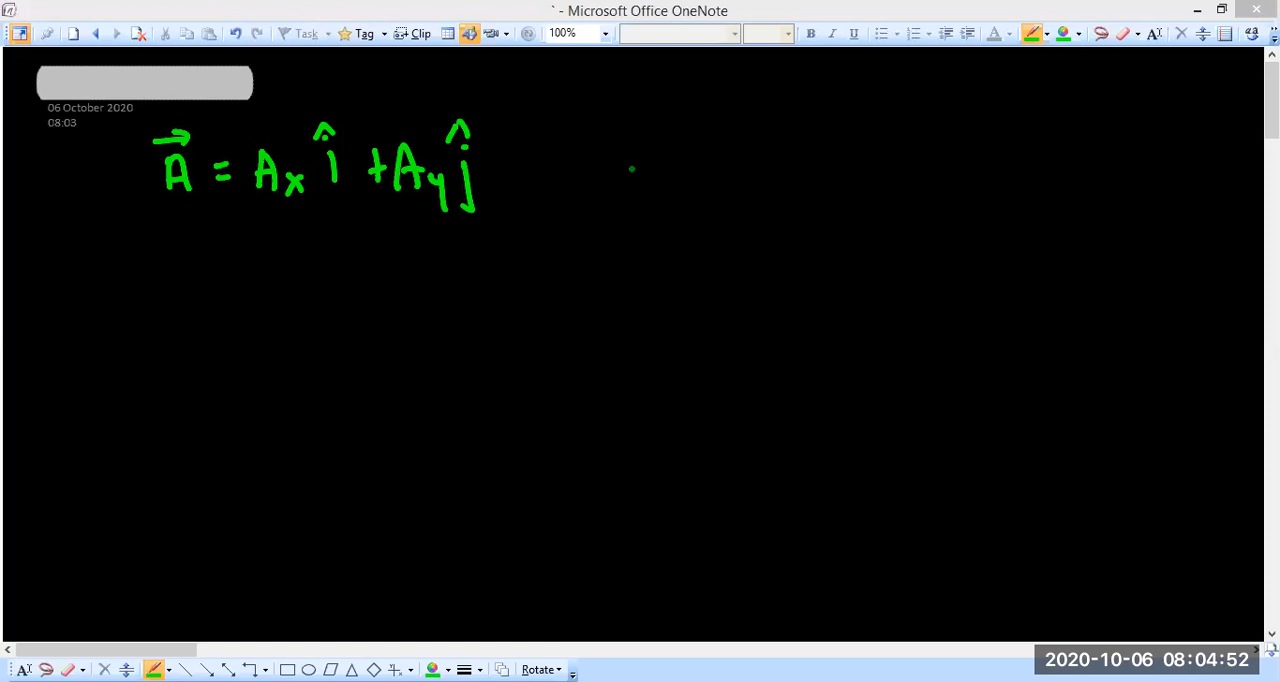 ` - Microsoft Office OneNote
Task Tag Clip 100% B I U A A
06 October 2020
08:03
A⃗ = Aₓ î + A_y ĵ
A Rotate
2020-10-06 08:04:52